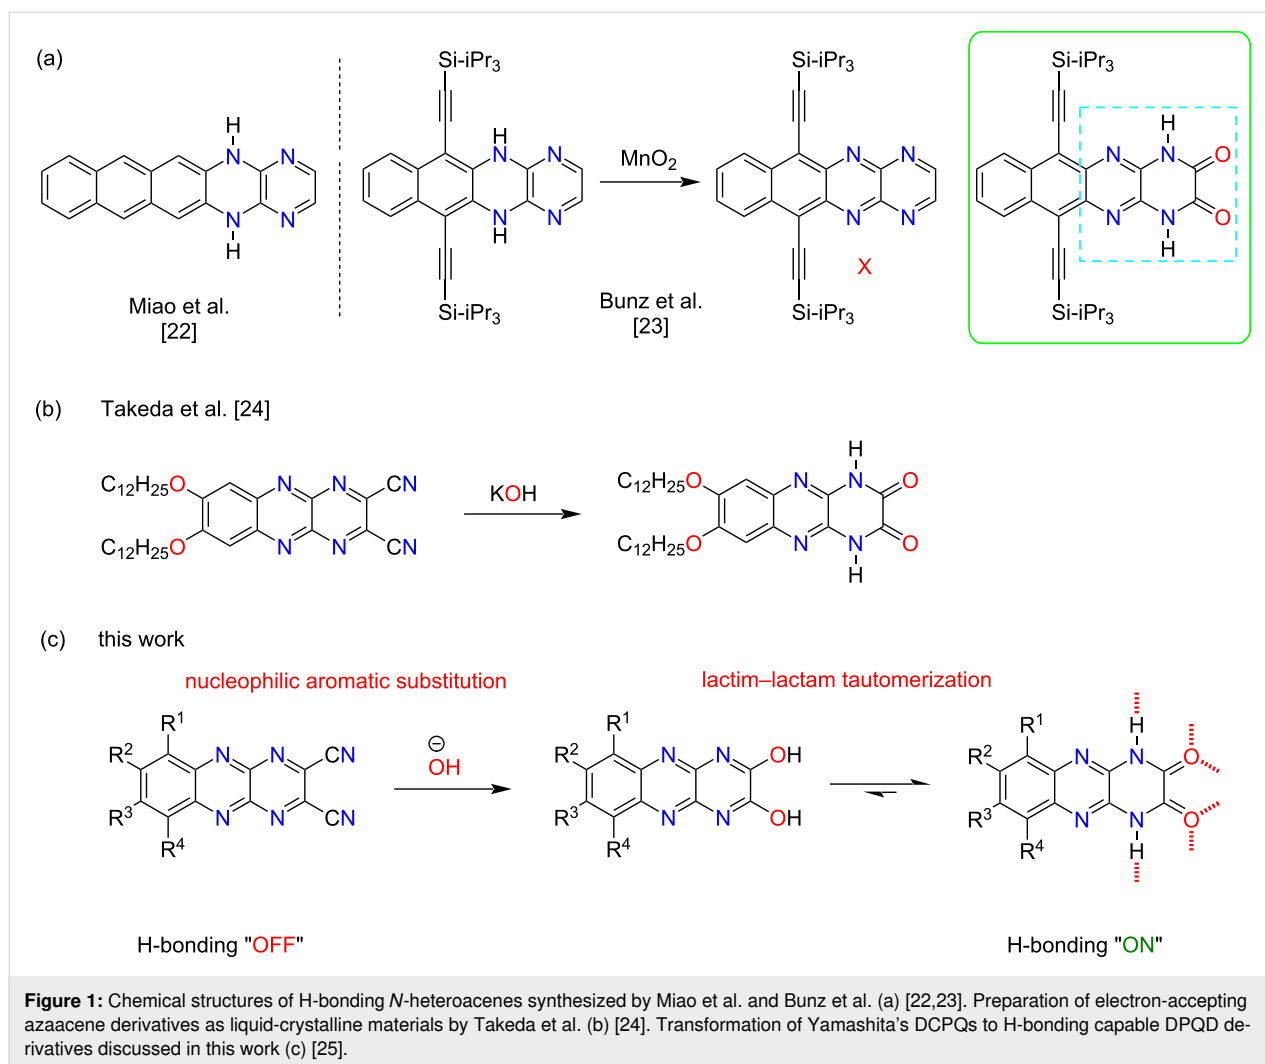 (a)
Si-iPr3
Si-iPr3
Si-iPr3
H
N
N
N
N
H
H
N
N
N
N
H
MnO2
N
N
N
N
X
H
N
N
O
N
N
O
H
Miao et al.
[22]
Si-iPr3
Bunz et al.
[23]
Si-iPr3
Si-iPr3
(b) Takeda et al. [24]
C12H25O
C12H25O
N
N
CN
N
N
CN
KOH
C12H25O
C12H25O
H
N
N
O
N
N
O
H
(c) this work
nucleophilic aromatic substitution
lactim–lactam tautomerization
R1
R2
R3
R4
N
N
CN
N
N
CN
⊖
OH
R1
R2
R3
R4
N
N
OH
N
N
OH
R1
R2
R3
R4
H
N
N
O
N
N
O
H
H-bonding "OFF"
H-bonding "ON"
Figure 1: Chemical structures of H-bonding N-heteroacenes synthesized by Miao et al. and Bunz et al. (a) [22,23]. Preparation of electron-accepting
azaacene derivatives as liquid-crystalline materials by Takeda et al. (b) [24]. Transformation of Yamashita’s DCPQs to H-bonding capable DPQD de-
rivatives discussed in this work (c) [25].